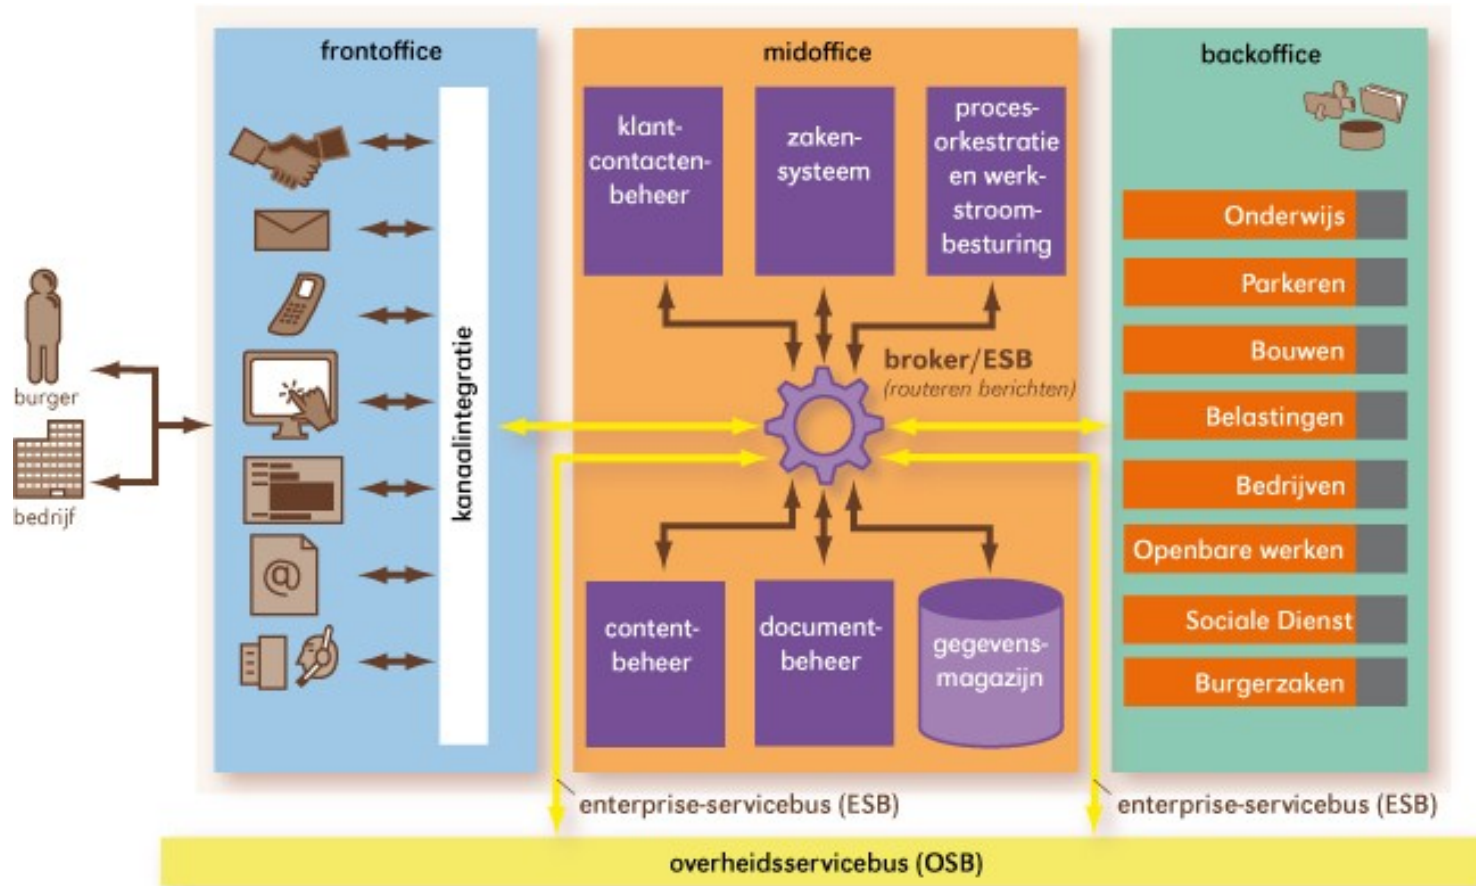 frontoffice
midoffice
backoffice
klant-
contacten-
beheer
zaken-
systeem
proces-
orkestratie
en werk-
stroom-
besturing
Onderwijs
Parkeren
Bouwen
Belastingen
Bedrijven
Openbare werken
Sociale Dienst
Burgerzaken
burger
bedrijf
@
kanaalintegratie
broker/ESB
(routeren berichten)
content-
beheer
document-
beheer
gegevens-
magazijn
enterprise-servicebus (ESB)
enterprise-servicebus (ESB)
overheidsservicebus (OSB)